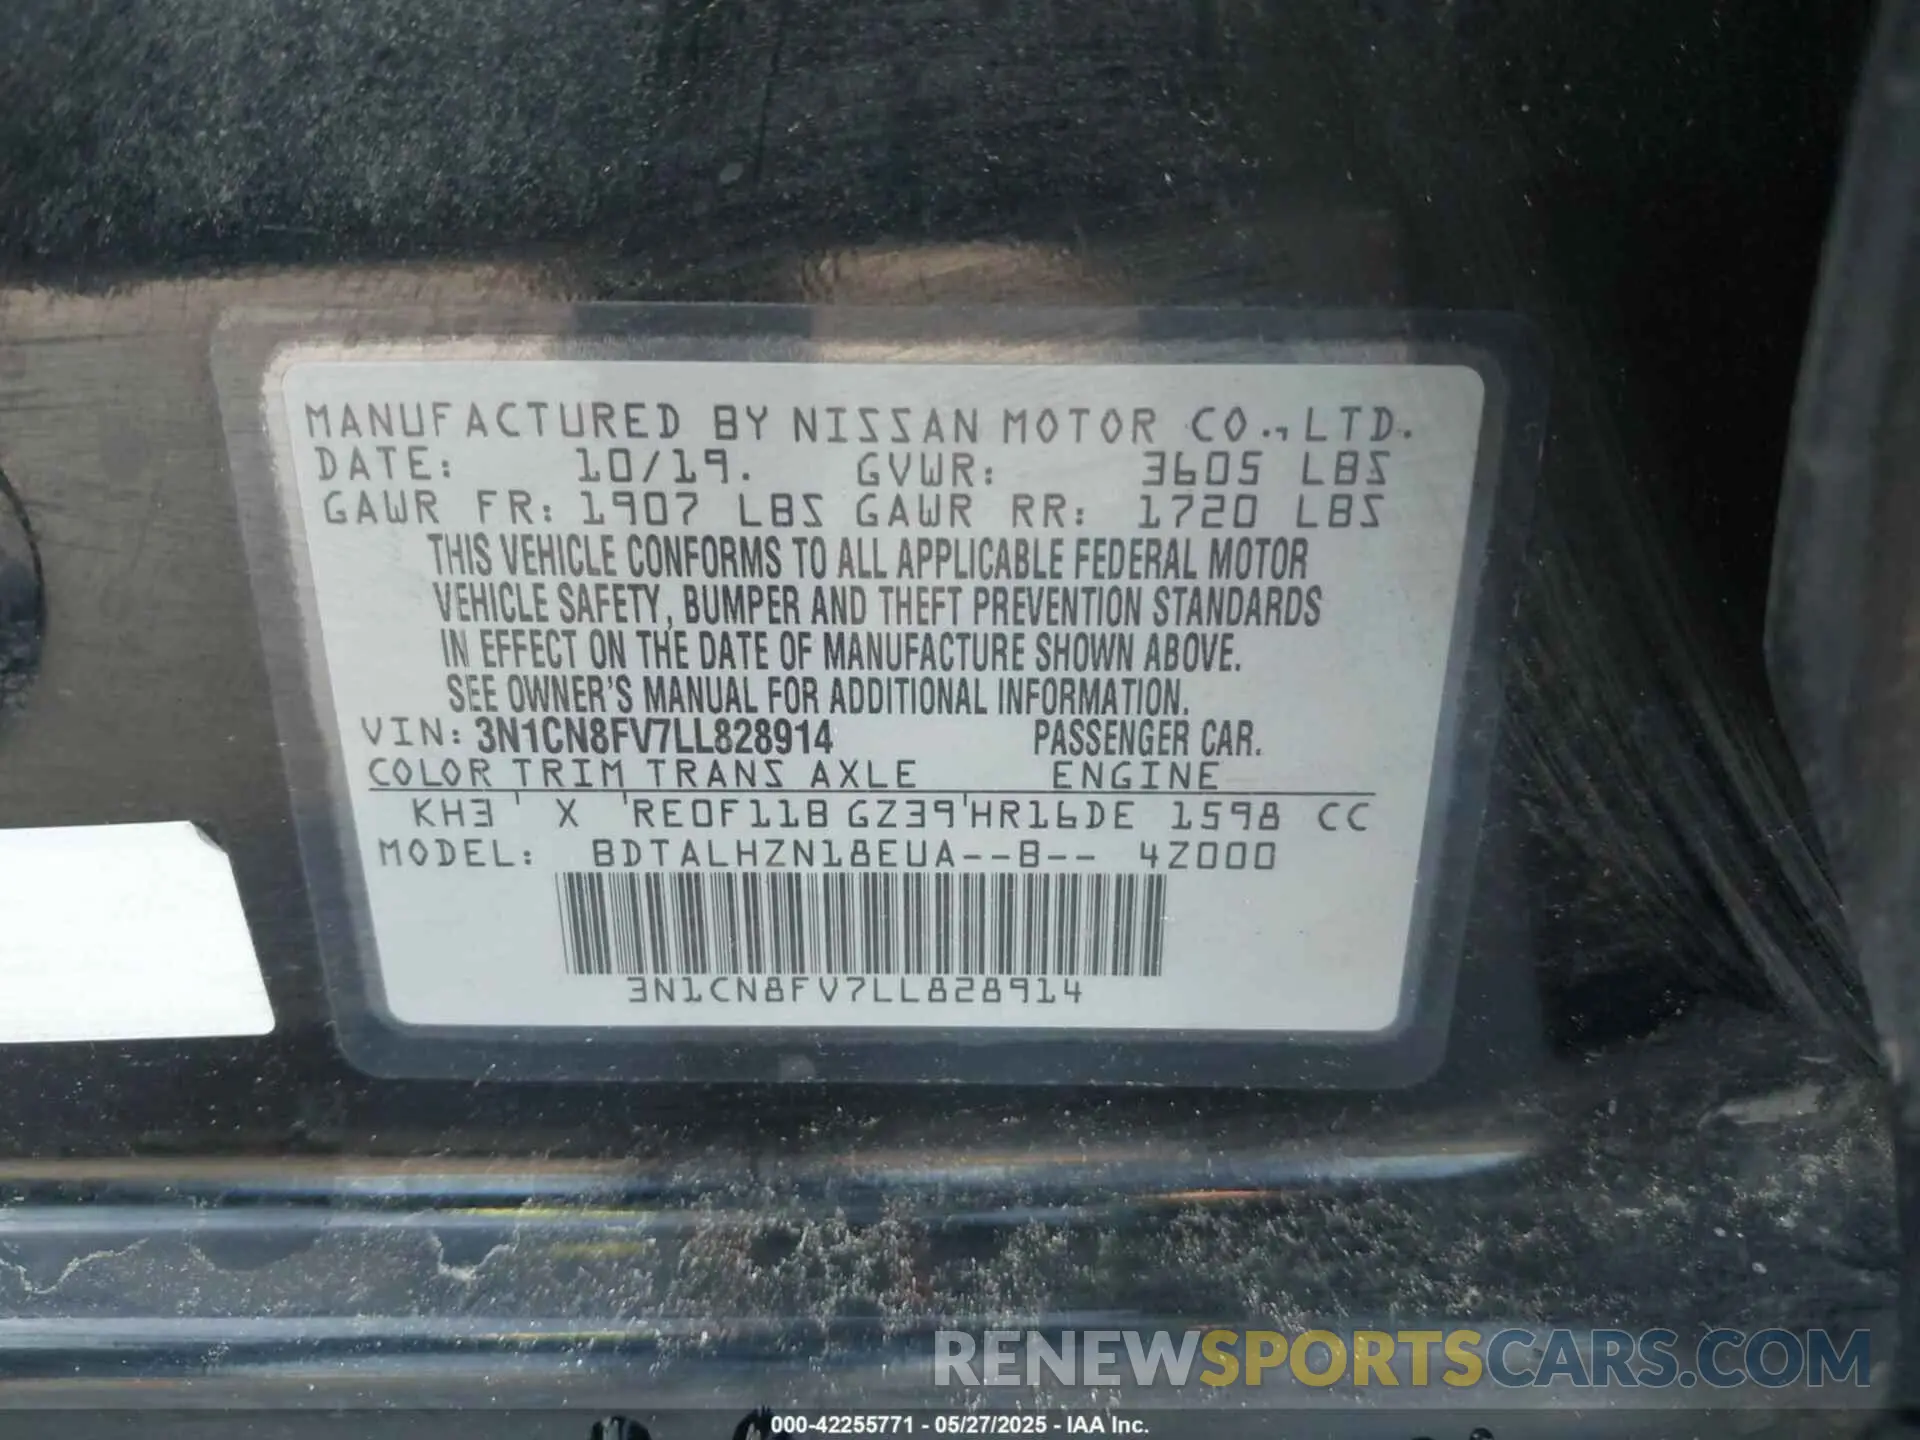 MANUFACTURED BY NISSAN MOTOR CO., LTD.
DATE: 10/19. GVWR: 3605 LBS
GAWR FR: 1907 LBS GAWR RR: 1720 LBS
THIS VEHICLE CONFORMS TO ALL APPLICABLE FEDERAL MOTOR
VEHICLE SAFETY, BUMPER AND THEFT PREVENTION STANDARDS
IN EFFECT ON THE DATE OF MANUFACTURE SHOWN ABOVE.
SEE OWNER'S MANUAL FOR ADDITIONAL INFORMATION.
VIN: 3N1CN8FV7LL828914 PASSENGER CAR.
COLOR TRIM TRANS AXLE ENGINE
KH3 ' X 'RE0F11B GZ39'HR16DE 1598 CC
MODEL: BDTALHZN18EUA--B-- 4Z000
3N1CN8FV7LL828914
RENEWSPORTSCARS.COM
000-42255771 - 05/27/2025 - IAA Inc.